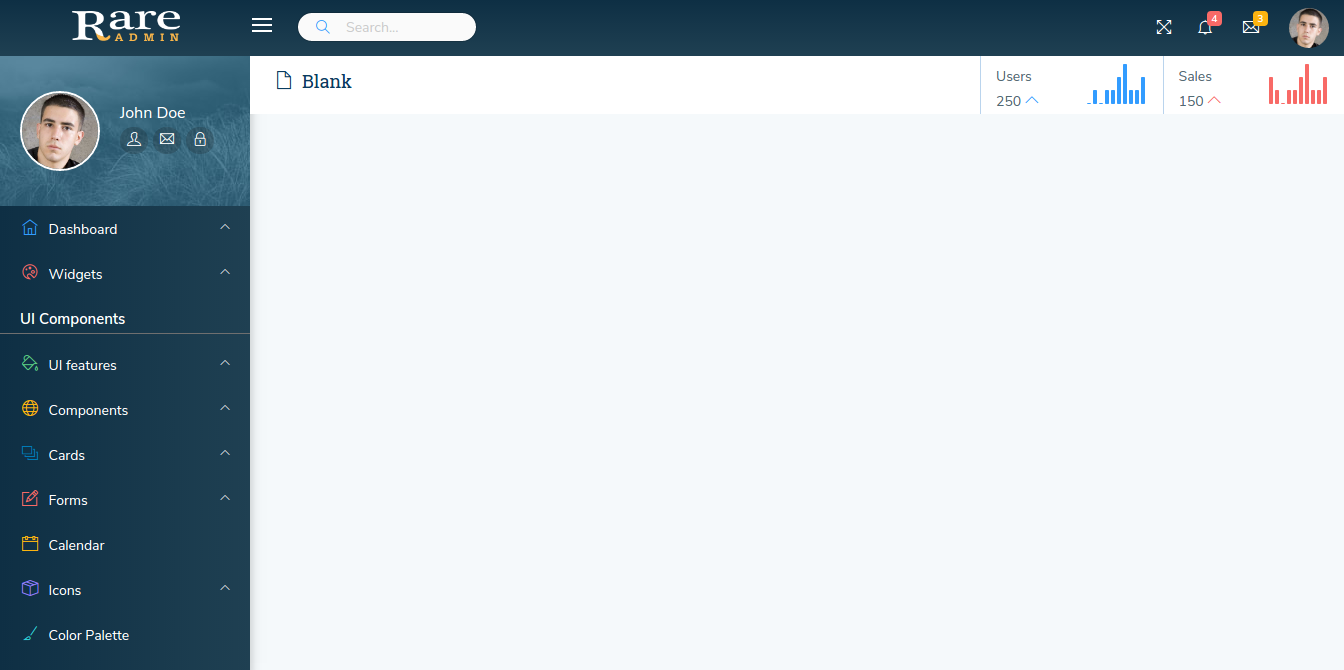 Rare
ADMIN
Search...
4
3
John Doe
Blank
Users
250
Sales
150
Dashboard
Widgets
UI Components
UI features
Components
Cards
Forms
Calendar
Icons
Color Palette